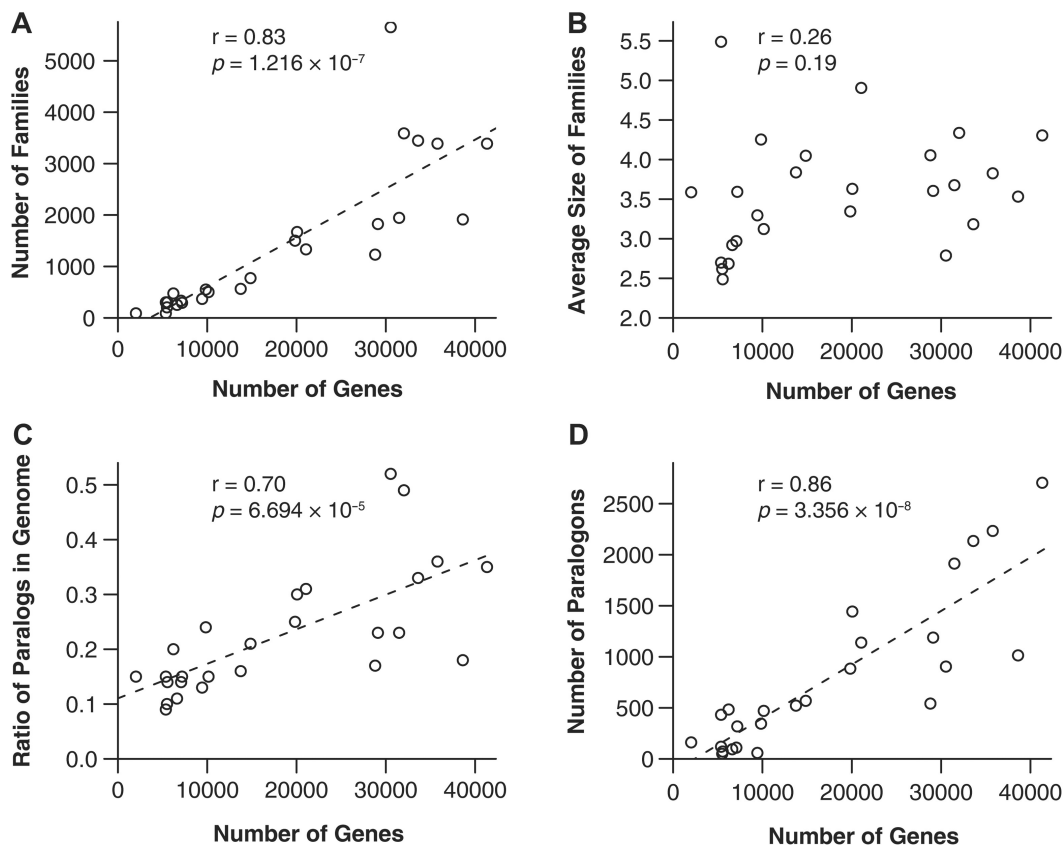 A
r = 0.83
p = 1.216 × 10⁻⁷
Number of Families
5000
4000
3000
2000
1000
0
0 10000 20000 30000 40000
Number of Genes
B
r = 0.26
p = 0.19
Average Size of Families
5.5
5.0
4.5
4.0
3.5
3.0
2.5
2.0
0 10000 20000 30000 40000
Number of Genes
C
r = 0.70
p = 6.694 × 10⁻⁵
Ratio of Paralogs in Genome
0.5
0.4
0.3
0.2
0.1
0.0
0 10000 20000 30000 40000
Number of Genes
D
r = 0.86
p = 3.356 × 10⁻⁸
Number of Paralogons
2500
2000
1500
1000
500
0
0 10000 20000 30000 40000
Number of Genes